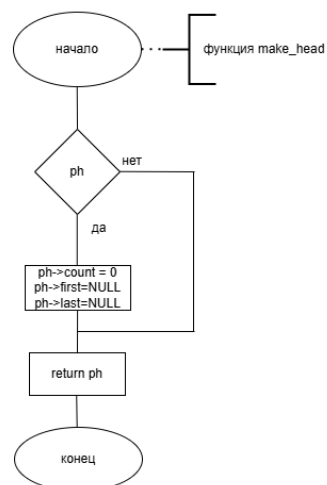 начало
функция make_head
ph
нет
да
ph->count = 0
ph->first=NULL
ph->last=NULL
return ph
конец